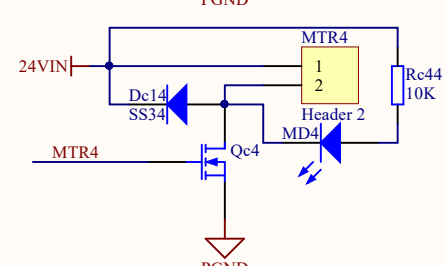 PGND
MTR4
24VIN
1
2
Rc44
10K
Dc14
SS34
Header 2
MD4
MTR4
Qc4
PGND